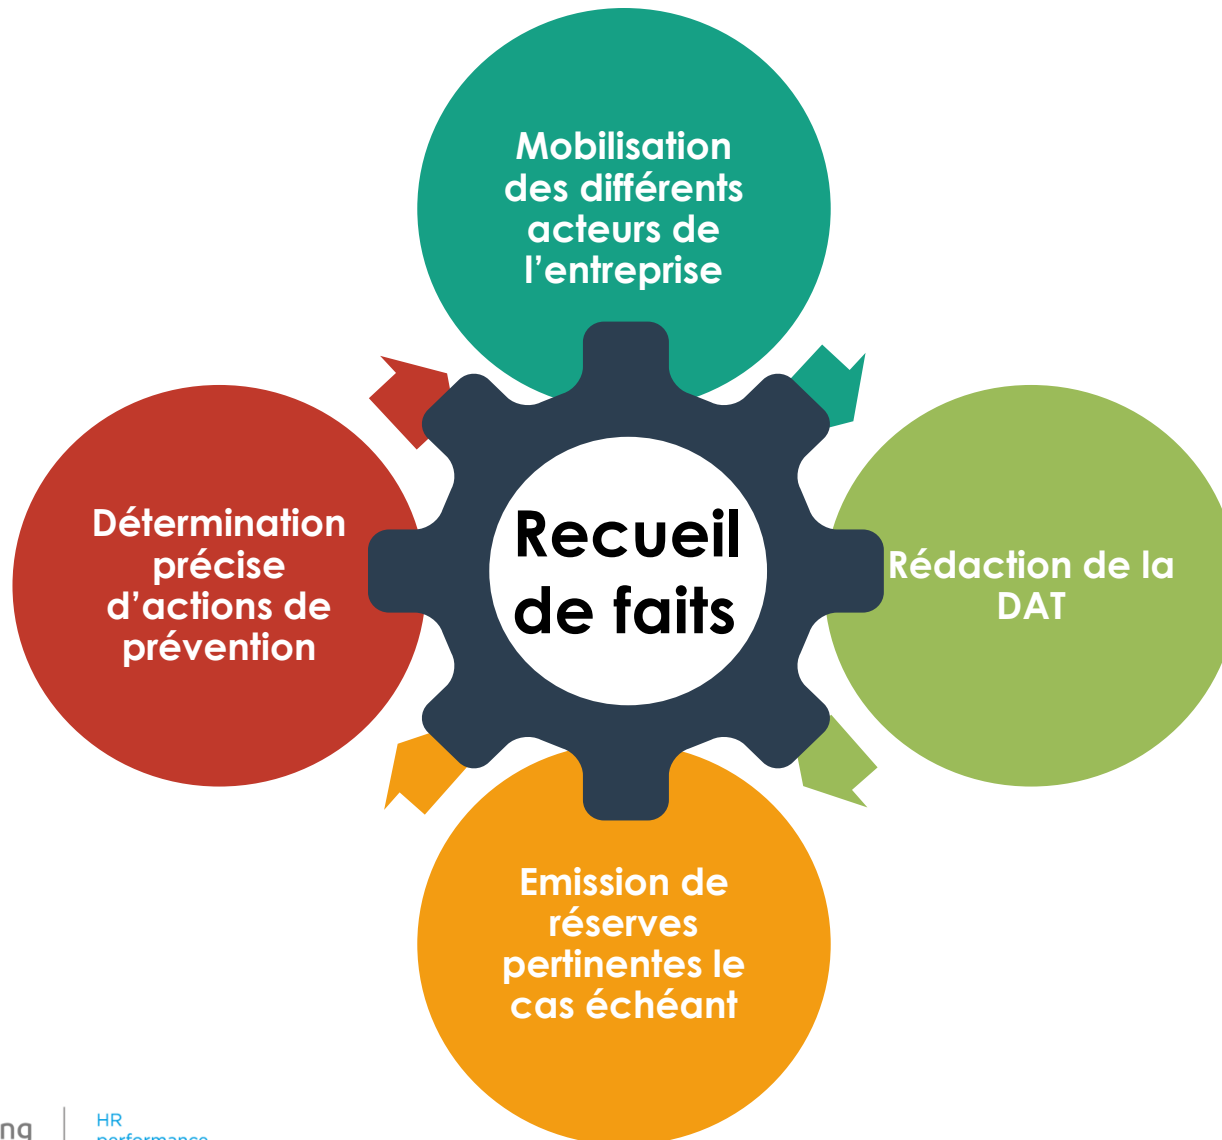 Mobilisation
des différents
acteurs de
l’entreprise
Détermination
précise
d’actions de
prévention
Recueil
de faits
Rédaction de la
DAT
Emission de
réserves
pertinentes le
cas échéant
HR
performance